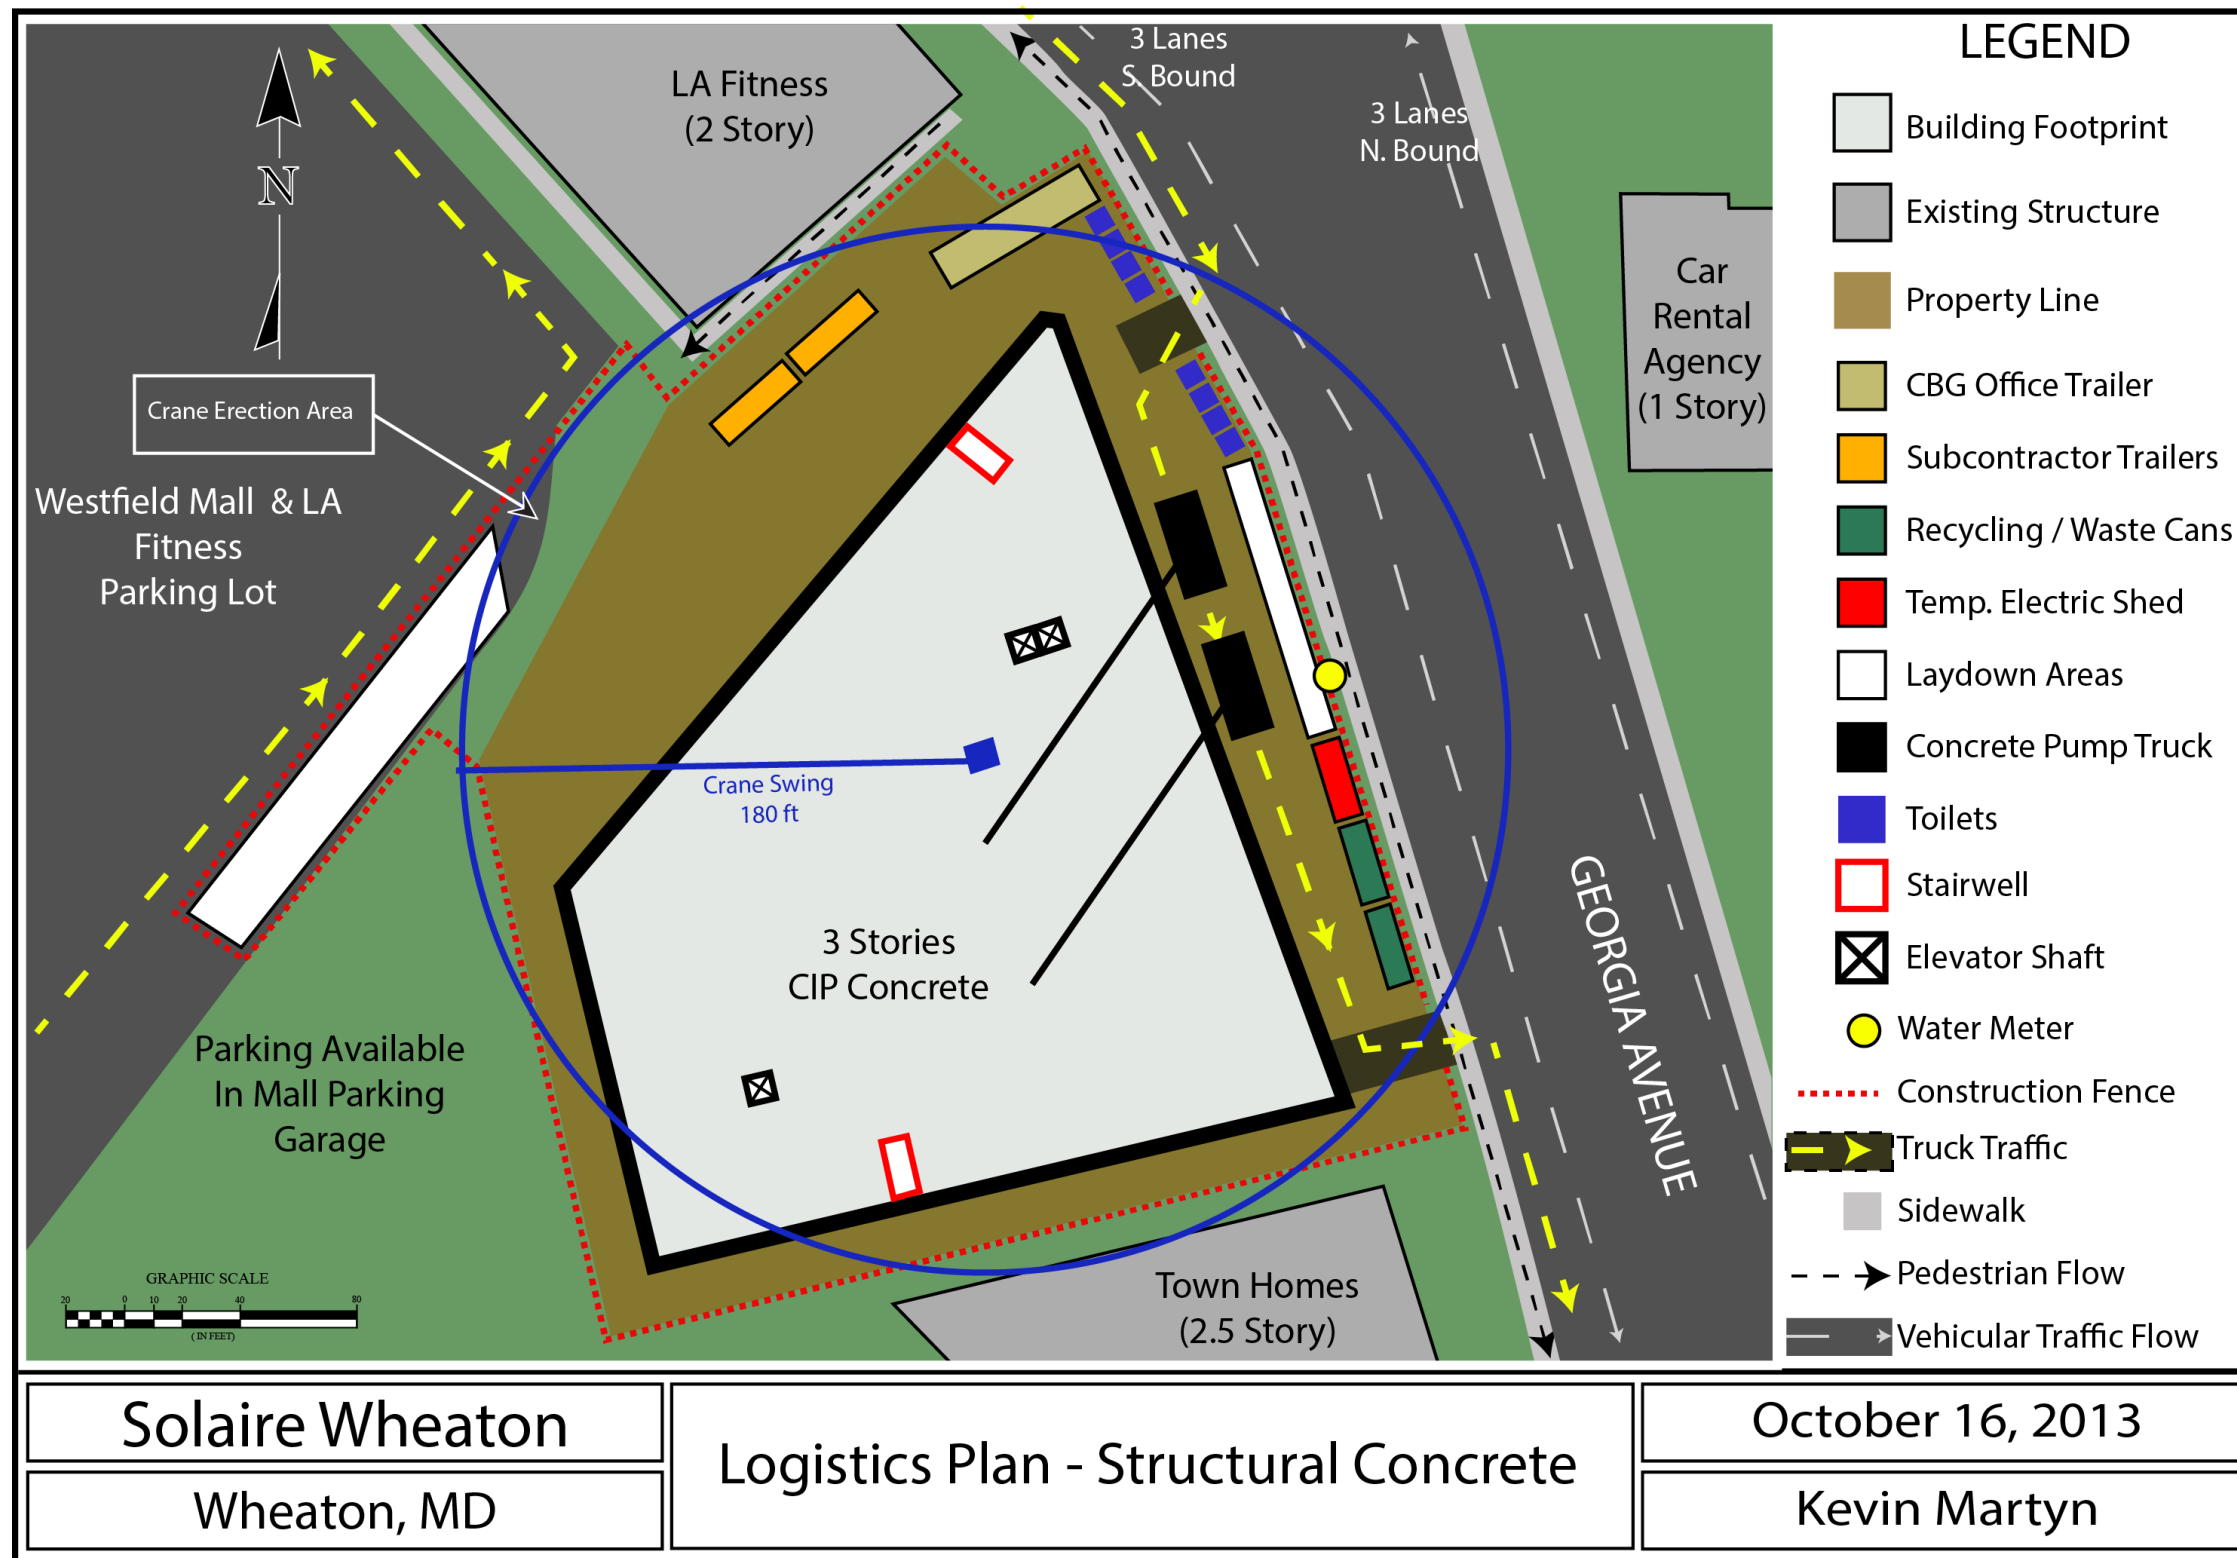 3 Lanes
S. Bound
3 Lanes
N. Bound
LA Fitness
(2 Story)
N
Car
Rental
Agency
(1 Story)
Crane Erection Area
Westfield Mall & LA
Fitness
Parking Lot
Crane Swing
180 ft
3 Stories
CIP Concrete
GEORGIA AVENUE
Parking Available
In Mall Parking
Garage
Town Homes
(2.5 Story)
GRAPHIC SCALE
20 0 10 20 40 80
( IN FEET)
LEGEND
Building Footprint
Existing Structure
Property Line
CBG Office Trailer
Subcontractor Trailers
Recycling / Waste Cans
Temp. Electric Shed
Laydown Areas
Concrete Pump Truck
Toilets
Stairwell
Elevator Shaft
Water Meter
Construction Fence
Truck Traffic
Sidewalk
Pedestrian Flow
Vehicular Traffic Flow
Solaire Wheaton
Wheaton, MD
Logistics Plan - Structural Concrete
October 16, 2013
Kevin Martyn